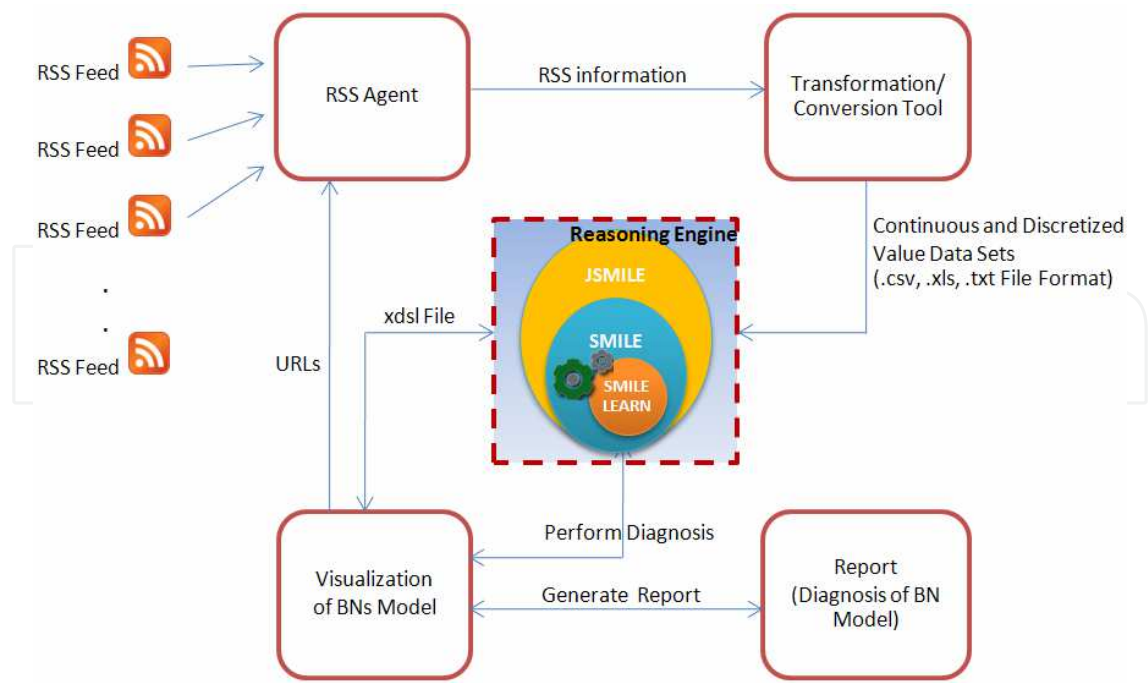 RSS Feed
RSS Feed
RSS Feed
.
.
RSS Feed
RSS Agent
RSS information
Transformation/
Conversion Tool
Continuous and Discretized
Value Data Sets
(.csv, .xls, .txt File Format)
Reasoning Engine
JSMILE
SMILE
SMILE
LEARN
xdsl File
URLs
Perform Diagnosis
Visualization
of BNs Model
Generate Report
Report
(Diagnosis of BN
Model)